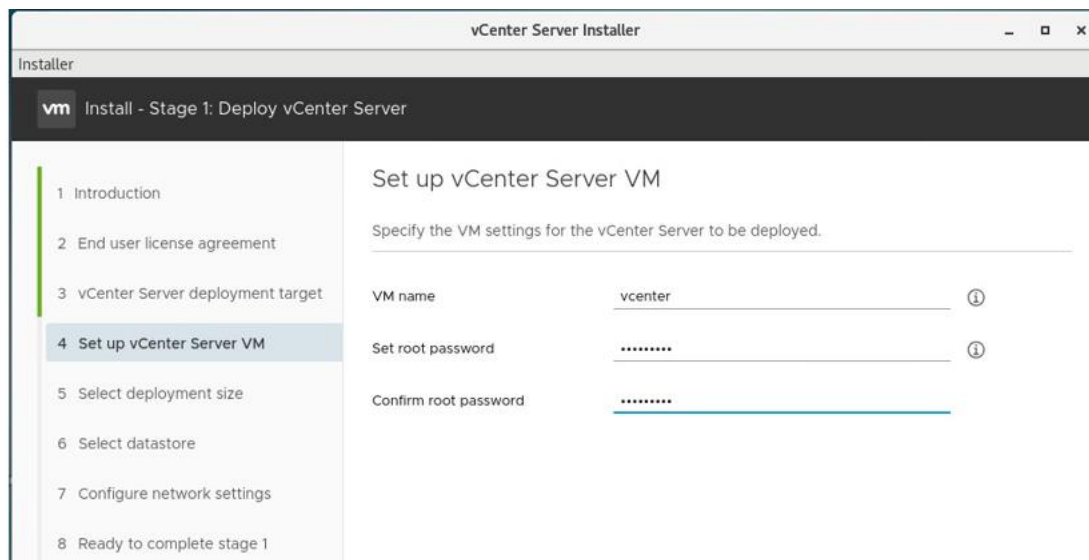 vCenter Server Installer
Installer
vm Install - Stage 1: Deploy vCenter Server
1 Introduction
2 End user license agreement
3 vCenter Server deployment target
4 Set up vCenter Server VM
5 Select deployment size
6 Select datastore
7 Configure network settings
8 Ready to complete stage 1
Set up vCenter Server VM
Specify the VM settings for the vCenter Server to be deployed.
VM name vcenter
Set root password •••••••••
Confirm root password •••••••••